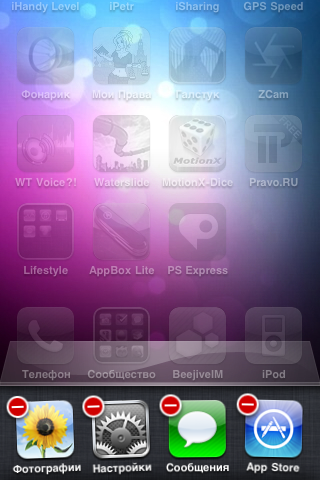 iHandy Level iPetr iSharing GPS Speed
Фонарик Мои Права Галстук ZCam
MotionX
WT Voice?! Waterslide MotionX-Dice Pravo.RU
Lifestyle AppBox Lite PS Express
Телефон Сообщество BeejiveIM iPod
Фотографии Настройки Сообщения App Store